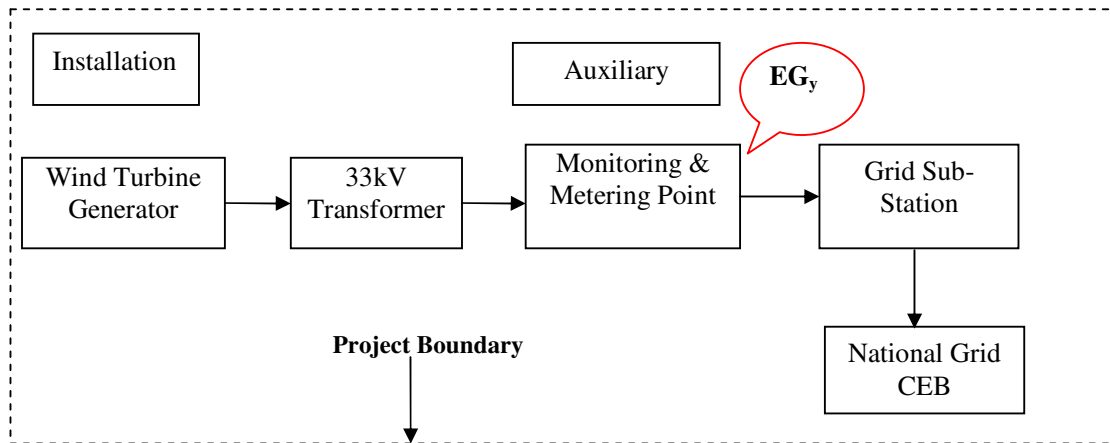 Installation
Auxiliary
EGy
Wind Turbine
Generator
33kV
Transformer
Monitoring &
Metering Point
Grid Sub-
Station
Project Boundary
National Grid
CEB